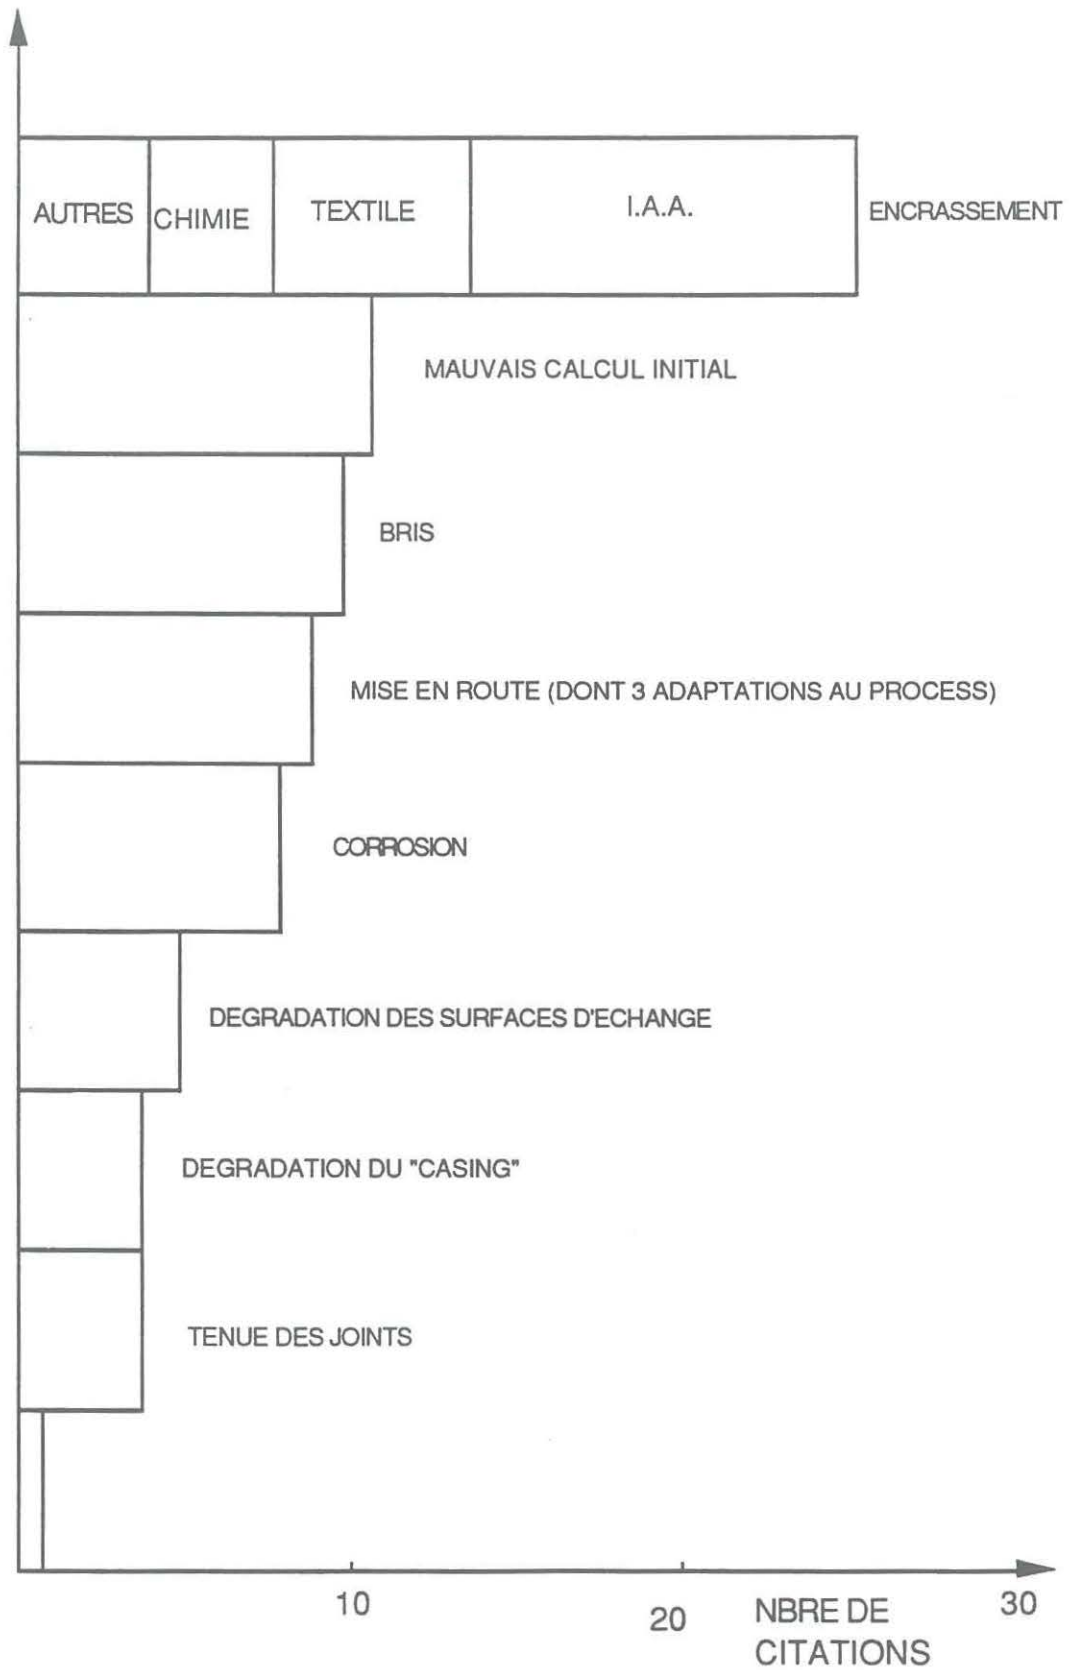 AUTRES CHIMIE TEXTILE I.A.A. ENCRASSEMENT
MAUVAIS CALCUL INITIAL
BRIS
MISE EN ROUTE (DONT 3 ADAPTATIONS AU PROCESS)
CORROSION
DEGRADATION DES SURFACES D'ECHANGE
DEGRADATION DU "CASING"
TENUE DES JOINTS
10 20 30
NBRE DE
CITATIONS